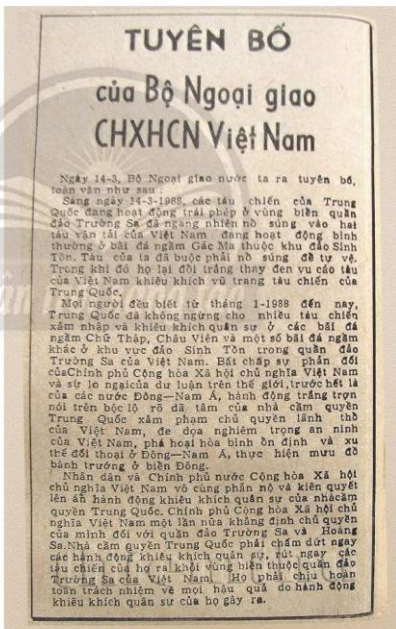 TUYÊN BỐ
của Bộ Ngoại giao
CHXHCN Việt Nam
Ngày 14-3, Bộ Ngoại giao nước ta ra tuyên bố,
toàn văn như sau :
Sáng ngày 14-3-1988, các tàu chiến của Trung
Quốc đang hoạt động trái phép ở vùng biển quần
đảo Trường Sa đã ngang nhiên nổ súng vào hai
tàu vận tải của Việt Nam đang hoạt động bình
thường ở bãi đá ngầm Gác Ma thuộc khu đảo Sinh
Tồn. Tàu của ta đã buộc phải nổ súng để tự vệ.
Trong khi đó họ lại đổi trắng thay đen vu cáo tàu
của Việt Nam khiêu khích vũ trang tàu chiến của
Trung Quốc.
Mọi người đều biết từ tháng 1-1988 đến nay,
Trung Quốc đã không ngừng cho nhiều tàu chiến
xâm nhập và khiêu khích quân sự ở các bãi đá
ngầm Chữ Thập, Châu Viên và một số bãi đá ngầm
khác ở khu vực đảo Sinh Tồn trong quần đảo
Trường Sa của Việt Nam. Bất chấp sự phản đối
củaChính phủ Cộng hòa Xã hội chủ nghĩa Việt Nam
và sự lo ngạicủa dư luận trên thế giới,trước hết là
của các nước Đông—Nam Á, hành động trắng trợn
nói trên bộc lộ rõ dã tâm của nhà cầm quyền
Trung Quốc xâm phạm chủ quyền lãnh thổ
của Việt Nam, đe dọa nghiêm trọng an ninh
của Việt Nam, phá hoại hòa bình ổn định và xu
thế đối thoại ở Đông—Nam Á, thực hiện mưu đồ
bành trướng ở biển Đông.
Nhân dân và Chính phủ nước Cộng hòa Xã hội
chủ nghĩa Việt Nam vô cùng phẫn nộ và kiên quyết
lên án hành động khiêu khích quân sự của nhàcầm
quyền Trung Quốc. Chính phủ Cộng hòa Xã hội chủ
nghĩa Việt Nam một lần nữa khẳng định chủ quyền
của mình đối với quần đảo Trường Sa và Hoàng
Sa.Nhà cầm quyền Trung Quốc phải chấm dứt ngay
các hành động khiêu khích quân sự, rút ngay các
tàu chiến của họ ra khỏi vùng biển thuộc quần đảo
Trường Sa của Việt Nam. Họ phải chịu hoàn
toàn trách nhiệm về mọi hậu quả do hành động
khiêu khích quân sự của họ gây ra.